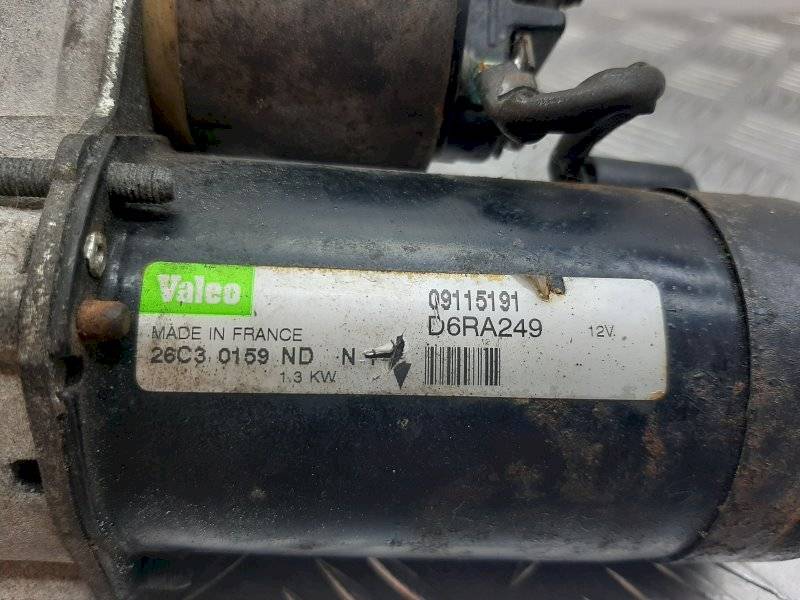 Valeo
09115191
MADE IN FRANCE
D6RA249
12V.
26C3 0159 ND N
1.3 KW